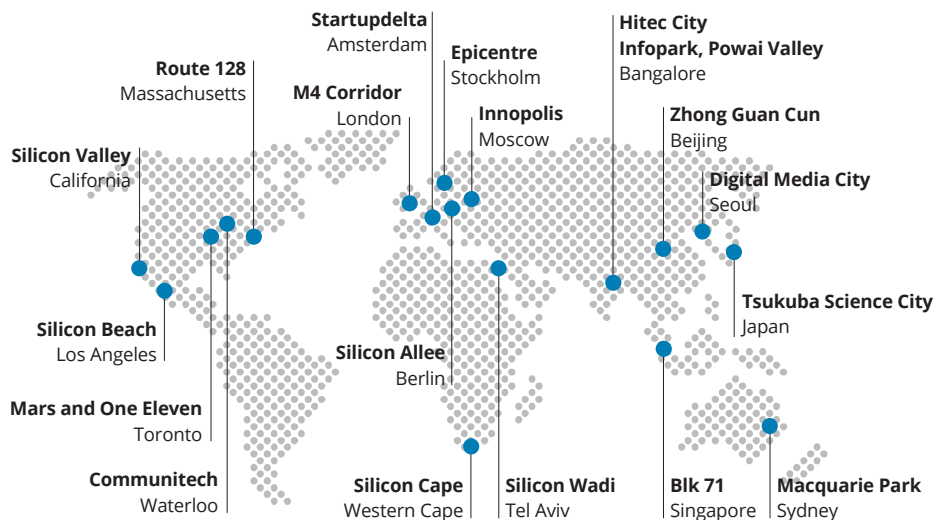 Startupdelta
Amsterdam
Hitec City
Infopark, Powai Valley
Bangalore
Epicentre
Stockholm
Route 128
Massachusetts
M4 Corridor
London
Innopolis
Moscow
Zhong Guan Cun
Beijing
Silicon Valley
California
Digital Media City
Seoul
Tsukuba Science City
Japan
Silicon Beach
Los Angeles
Silicon Allee
Berlin
Mars and One Eleven
Toronto
Communitech
Waterloo
Silicon Cape
Western Cape
Silicon Wadi
Tel Aviv
Blk 71
Singapore
Macquarie Park
Sydney